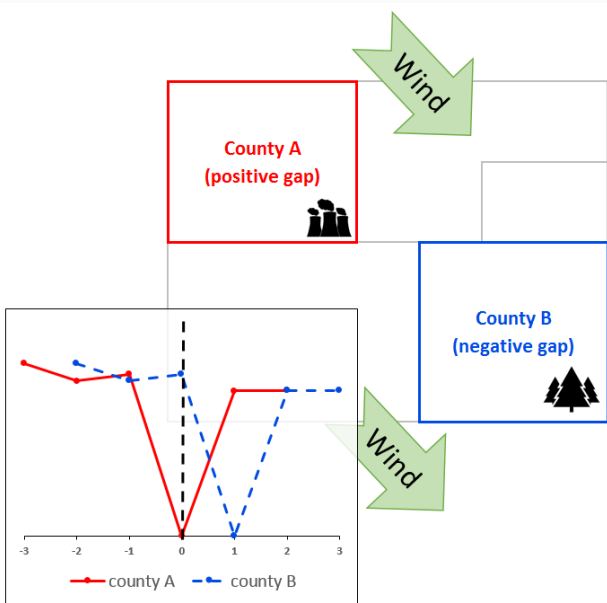 Wind
County A
(positive gap)
County B
(negative gap)
Wind
-3 -2 -1 0 1 2 3
county A county B